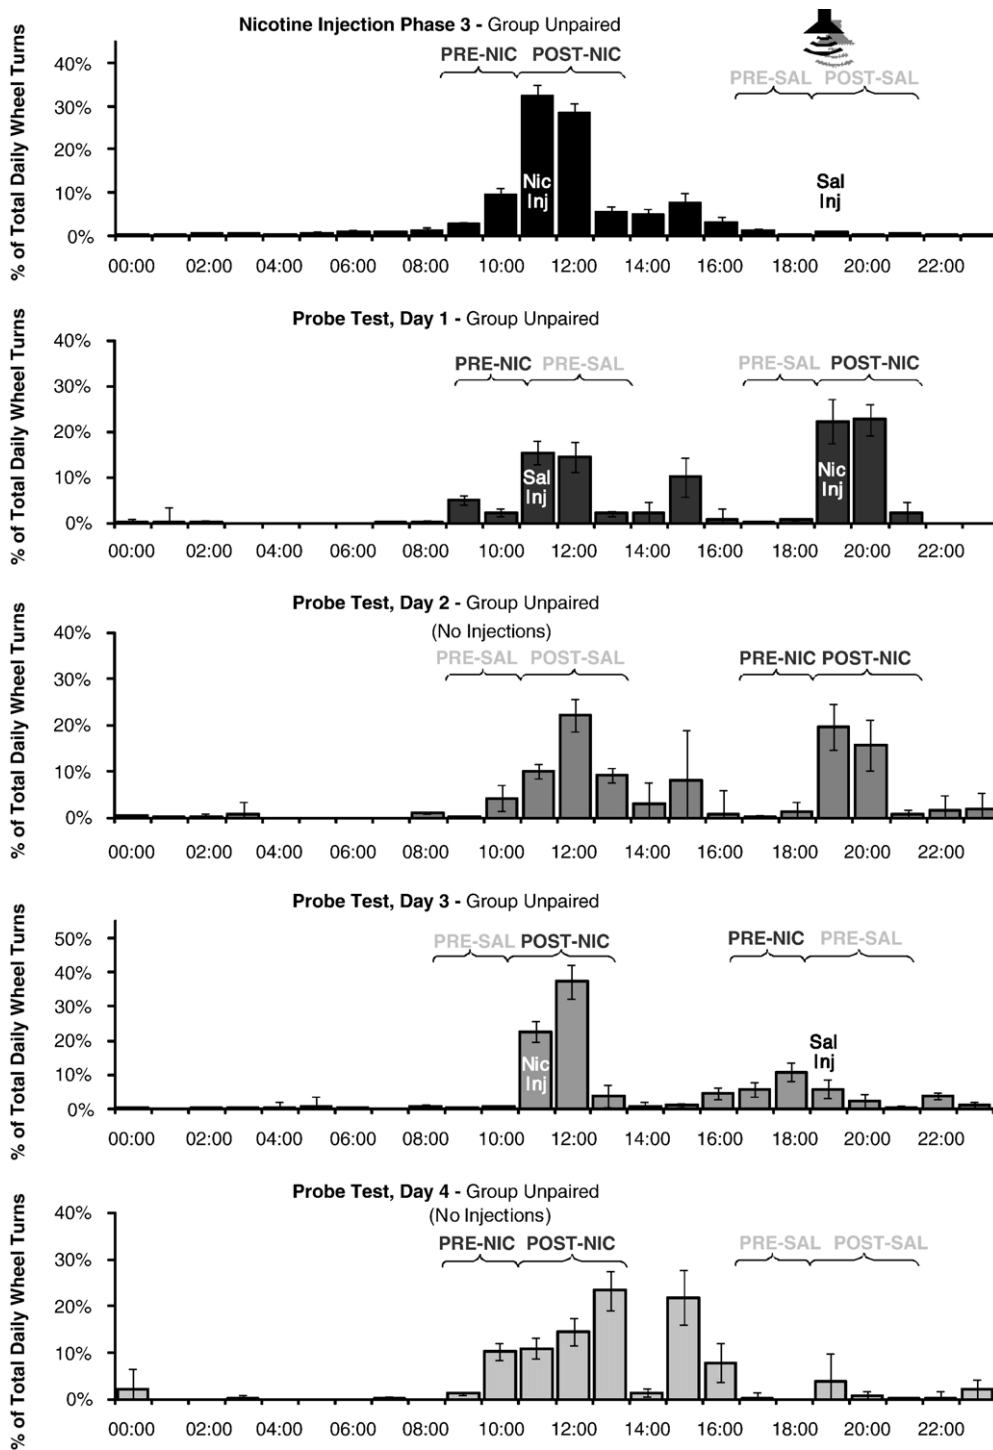 Nicotine Injection Phase 3 - Group Unpaired
% of Total Daily Wheel Turns
40%
30%
20%
10%
0%
PRE-NIC POST-NIC
PRE-SAL POST-SAL
Nic
Inj
Sal
Inj
00:00 02:00 04:00 06:00 08:00 10:00 12:00 14:00 16:00 18:00 20:00 22:00
Probe Test, Day 1 - Group Unpaired
% of Total Daily Wheel Turns
40%
30%
20%
10%
0%
PRE-NIC PRE-SAL
PRE-SAL POST-NIC
Sal
Inj
Nic
Inj
00:00 02:00 04:00 06:00 08:00 10:00 12:00 14:00 16:00 18:00 20:00 22:00
Probe Test, Day 2 - Group Unpaired
(No Injections)
% of Total Daily Wheel Turns
40%
30%
20%
10%
0%
PRE-SAL POST-SAL
PRE-NIC POST-NIC
00:00 02:00 04:00 06:00 08:00 10:00 12:00 14:00 16:00 18:00 20:00 22:00
Probe Test, Day 3 - Group Unpaired
% of Total Daily Wheel Turns
50%
40%
30%
20%
10%
0%
PRE-SAL POST-NIC
PRE-NIC PRE-SAL
Nic
Inj
Sal
Inj
00:00 02:00 04:00 06:00 08:00 10:00 12:00 14:00 16:00 18:00 20:00 22:00
Probe Test, Day 4 - Group Unpaired
(No Injections)
% of Total Daily Wheel Turns
40%
30%
20%
10%
0%
PRE-NIC POST-NIC
PRE-SAL POST-SAL
00:00 02:00 04:00 06:00 08:00 10:00 12:00 14:00 16:00 18:00 20:00 22:00